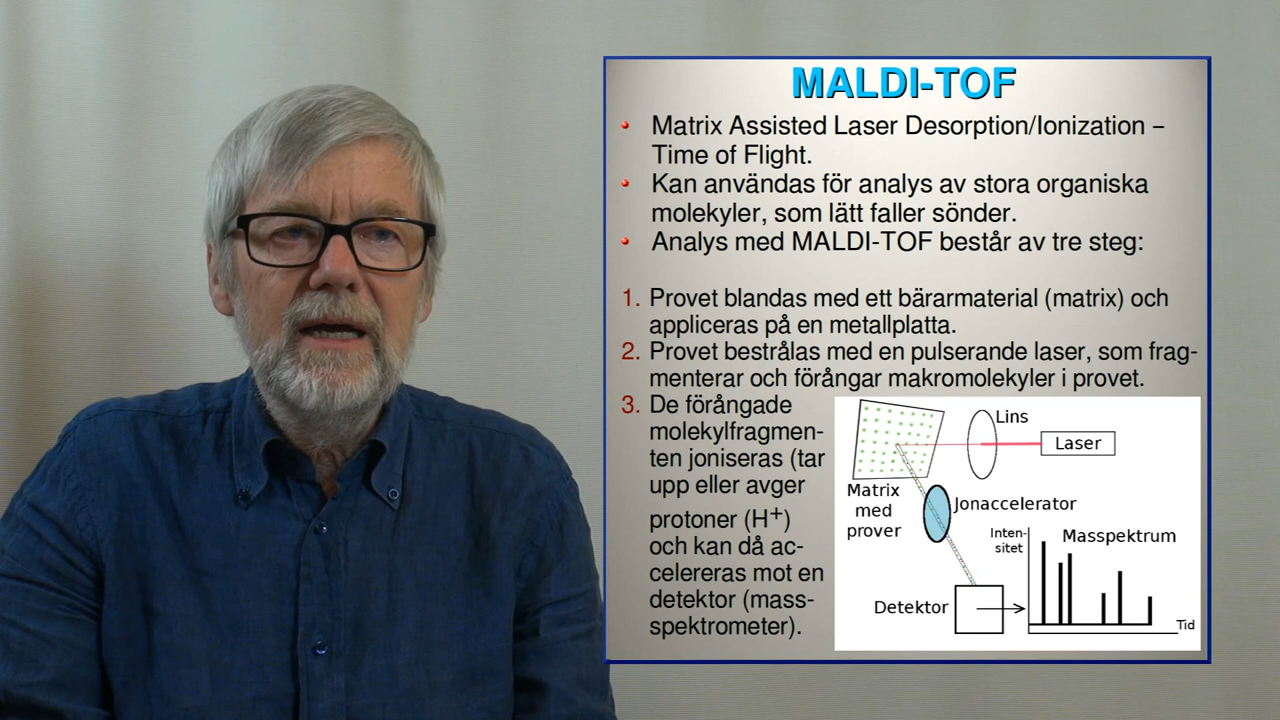 MALDI-TOF
• Matrix Assisted Laser Desorption/Ionization –
Time of Flight.
• Kan användas för analys av stora organiska
molekyler, som lätt faller sönder.
• Analys med MALDI-TOF består av tre steg:
1. Provet blandas med ett bärarmaterial (matrix) och
appliceras på en metallplatta.
2. Provet bestrålas med en pulserande laser, som frag-
menterar och förångar makromolekyler i provet.
3. De förångade
molekylfragmen-
ten joniseras (tar
upp eller avger
protoner (H⁺)
och kan då ac-
celereras mot en
detektor (mass-
spektrometer).
Lins
Laser
Matrix
med
prover
Jonaccelerator
Inten-
sitet
Masspektrum
Detektor
Tid